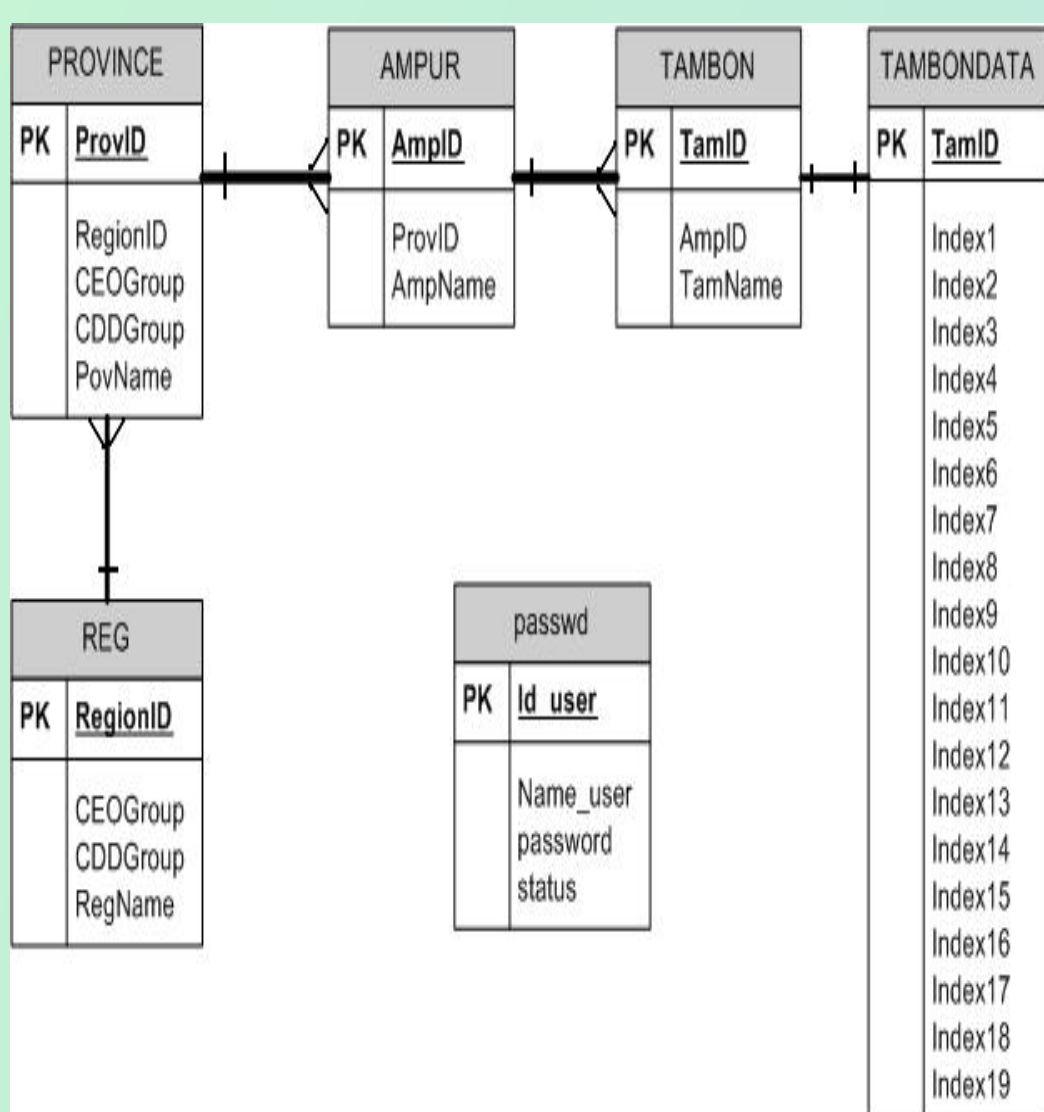 PROVINCE
PK ProvID
RegionID
CEOGroup
CDDGroup
PovName
AMPUR
PK AmpID
ProvID
AmpName
TAMBON
PK TamID
AmpID
TamName
TAMBONDATA
PK TamID
Index1
Index2
Index3
Index4
Index5
Index6
Index7
Index8
Index9
Index10
Index11
Index12
Index13
Index14
Index15
Index16
Index17
Index18
Index19
REG
PK RegionID
CEOGroup
CDDGroup
RegName
passwd
PK Id_user
Name_user
password
status